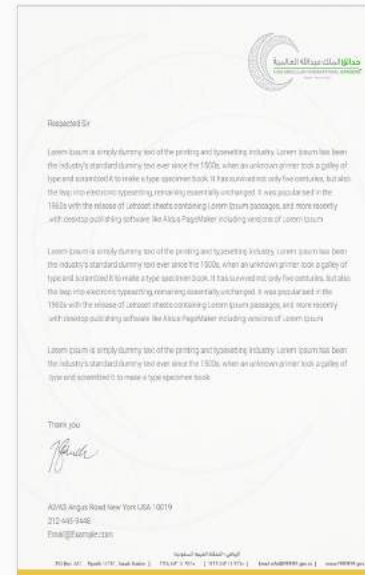 حدائق الملك عبدالله العالمية
KING ABDULLAH INTERNATIONAL GARDENS
Respected Sir
Lorem Ipsum is simply dummy text of the printing and typesetting industry. Lorem Ipsum has been
the industry's standard dummy text ever since the 1500s, when an unknown printer took a galley of
type and scrambled it to make a type specimen book. It has survived not only five centuries, but also
the leap into electronic typesetting, remaining essentially unchanged. It was popularised in the
1960s with the release of Letraset sheets containing Lorem Ipsum passages, and more recently
with desktop publishing software like Aldus PageMaker including versions of Lorem Ipsum
Lorem Ipsum is simply dummy text of the printing and typesetting industry. Lorem Ipsum has been
the industry's standard dummy text ever since the 1500s, when an unknown printer took a galley of
type and scrambled it to make a type specimen book. It has survived not only five centuries, but also
the leap into electronic typesetting, remaining essentially unchanged. It was popularised in the
1960s with the release of Letraset sheets containing Lorem Ipsum passages, and more recently
with desktop publishing software like Aldus PageMaker including versions of Lorem Ipsum
Lorem Ipsum is simply dummy text of the printing and typesetting industry. Lorem Ipsum has been
the industry's standard dummy text ever since the 1500s, when an unknown printer took a galley of
type and scrambled it to make a type specimen book
Thank you
A2/63 Angus Road New York USA 10019
212-445-3448
Email@Example.com
الرياض - المملكة العربية السعودية